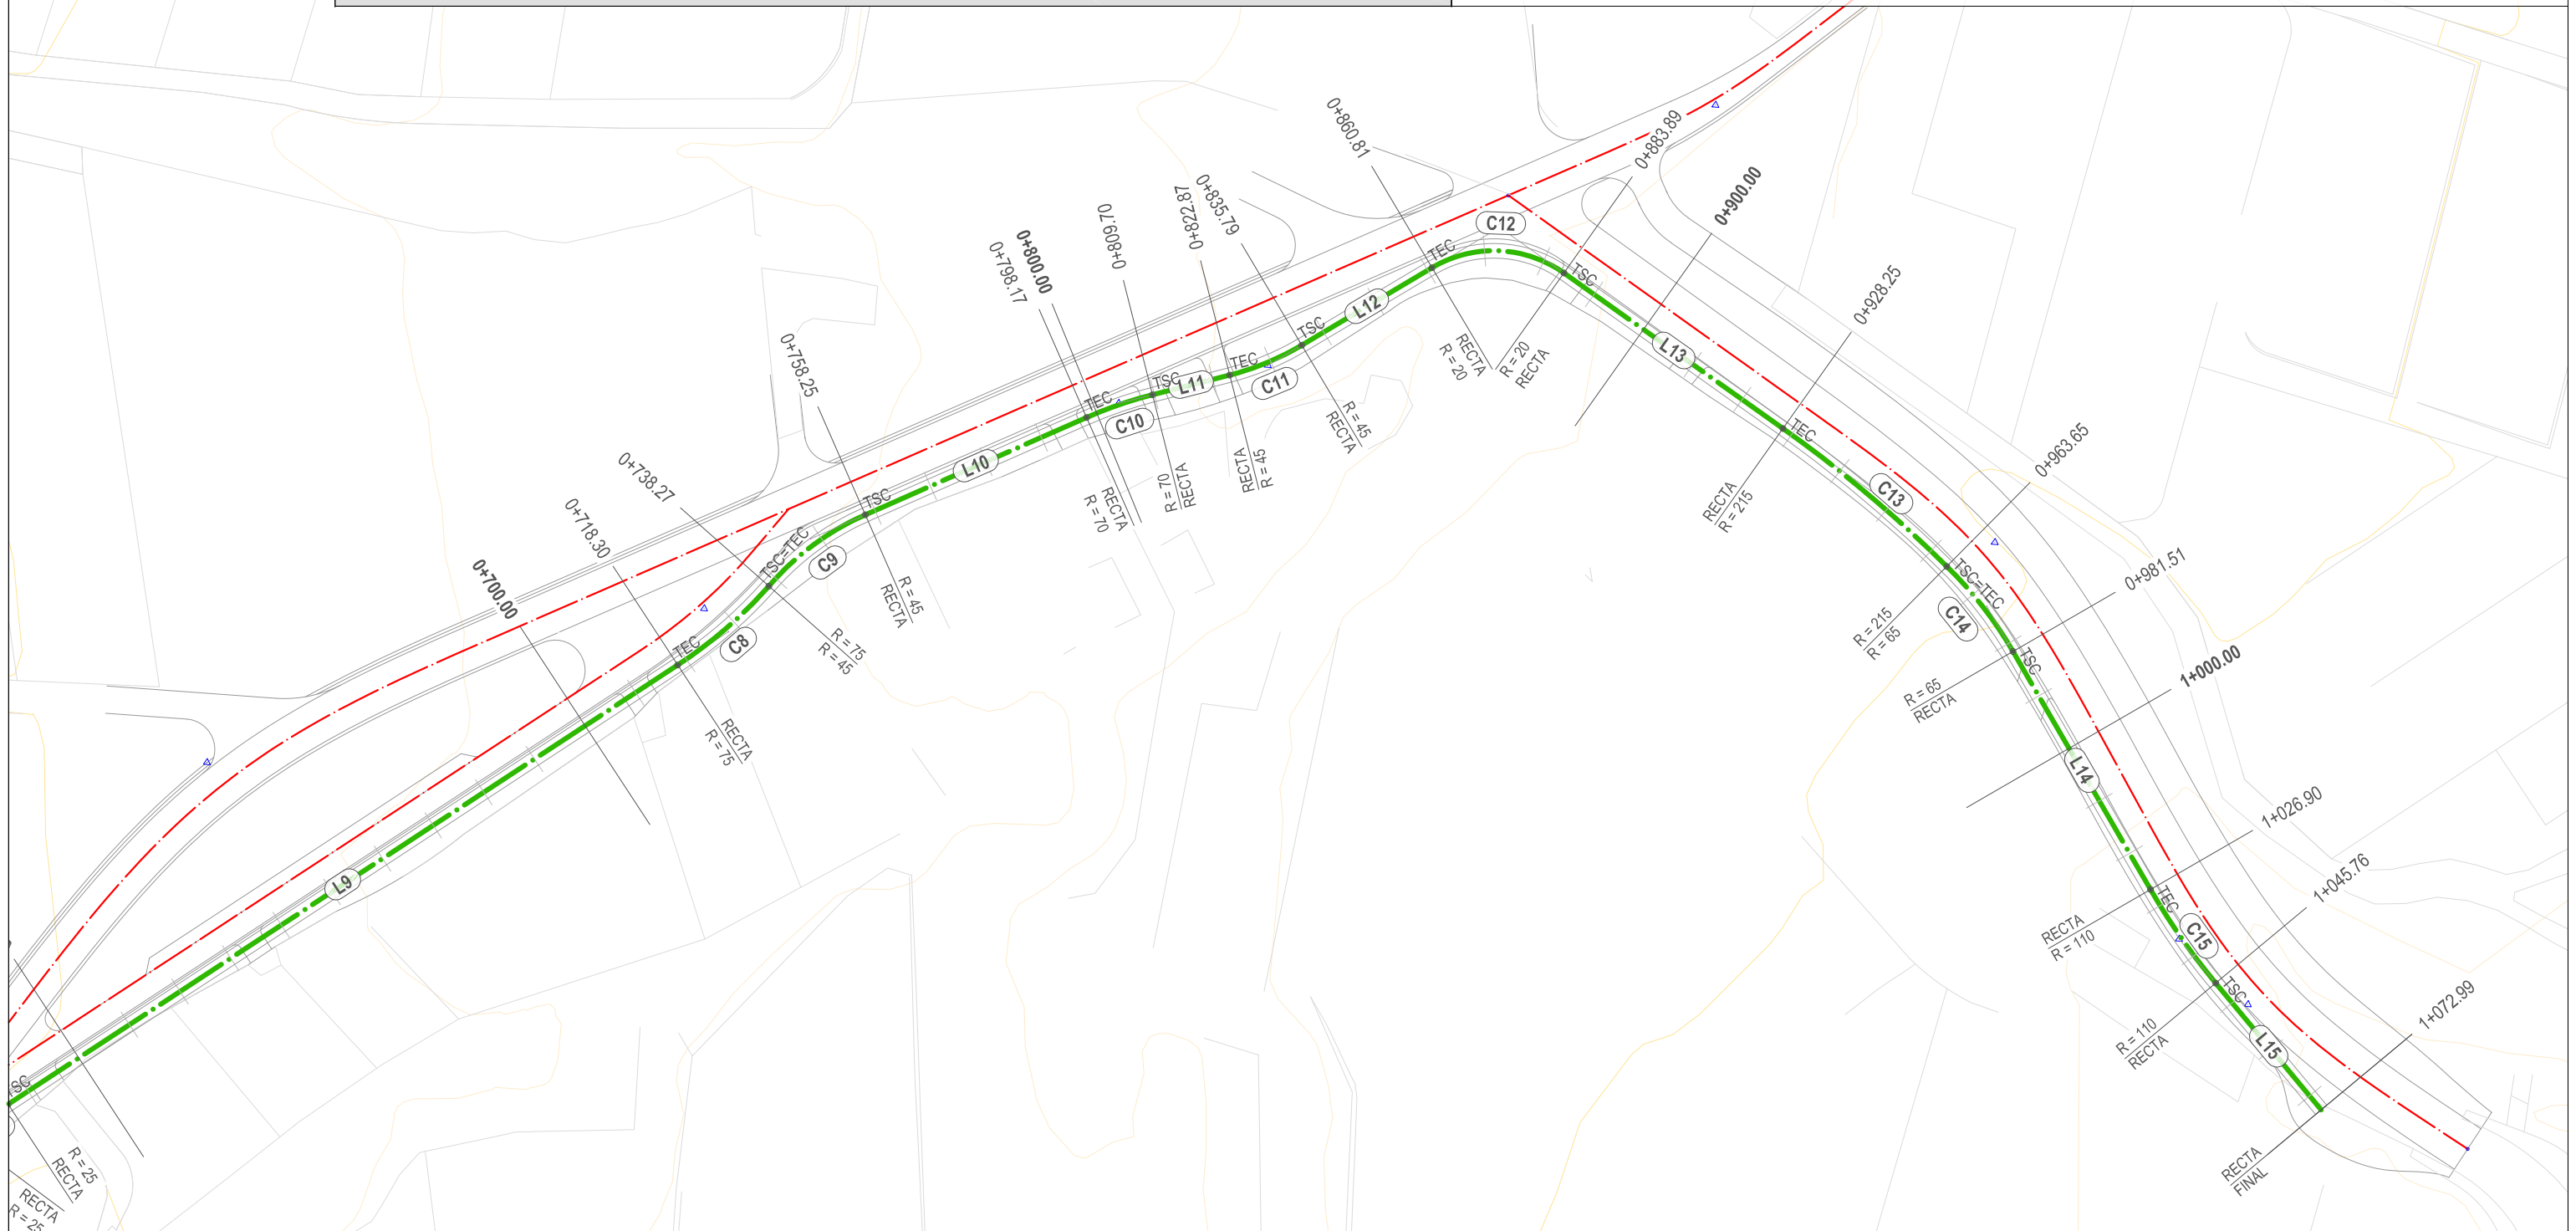 0+883.89
0+860.81
0+900.00
0+835.79
0+822.87
0+809.70
0+800.00
0+798.17
C12
TEC
TSC
0+928.25
L12
TSC
RECTA
R = 20
R = 20
RECTA
L13
0+758.25
TEC
C11
L11
TSC
TEC
C10
R = 45
RECTA
TEC
0+963.65
0+738.27
L10
RECTA
R = 45
R = 70
RECTA
RECTA
R = 70
TSC
RECTA
R = 215
C13
0+718.30
TSC=TEC
C9
R = 45
RECTA
0+700.00
TSC=TEC
0+981.51
C14
R = 215
R = 65
TEC
C8
R = 75
R = 45
TSC
1+000.00
R = 65
RECTA
RECTA
R = 75
L14
1+026.90
L9
TEC
1+045.76
C15
RECTA
R = 110
TSC
1+072.99
R = 110
RECTA
L15
SC
R = 25
RECTA
RECTA
R = 25
RECTA
FINAL